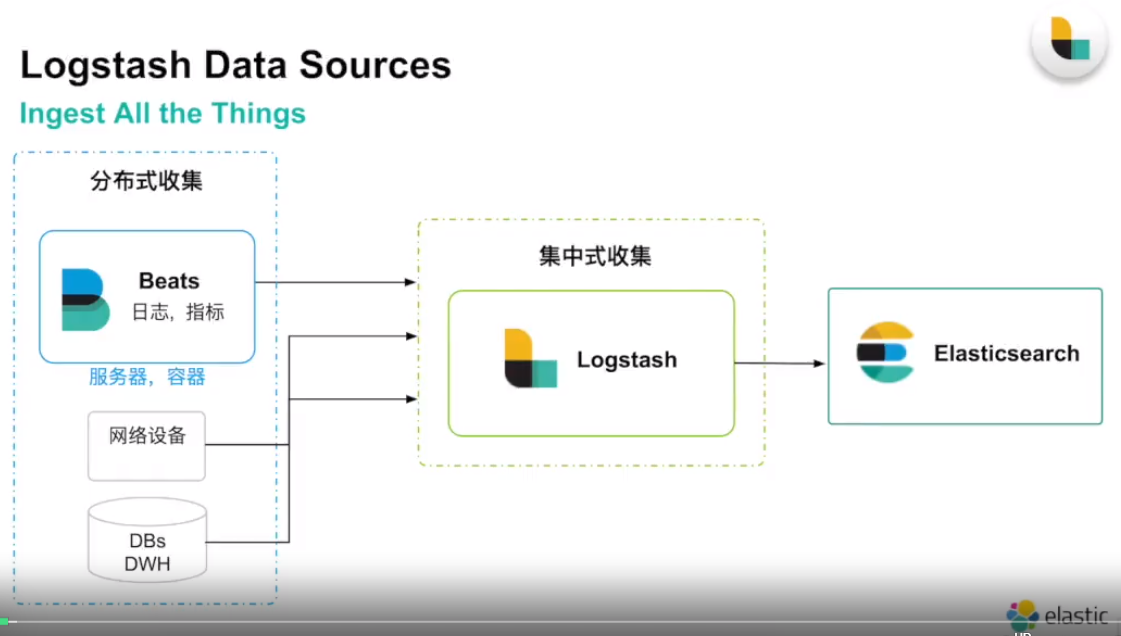 Logstash Data Sources
Ingest All the Things
分布式收集
Beats
日志，指标
服务器，容器
网络设备
DBs
DWH
集中式收集
Logstash
Elasticsearch
elastic